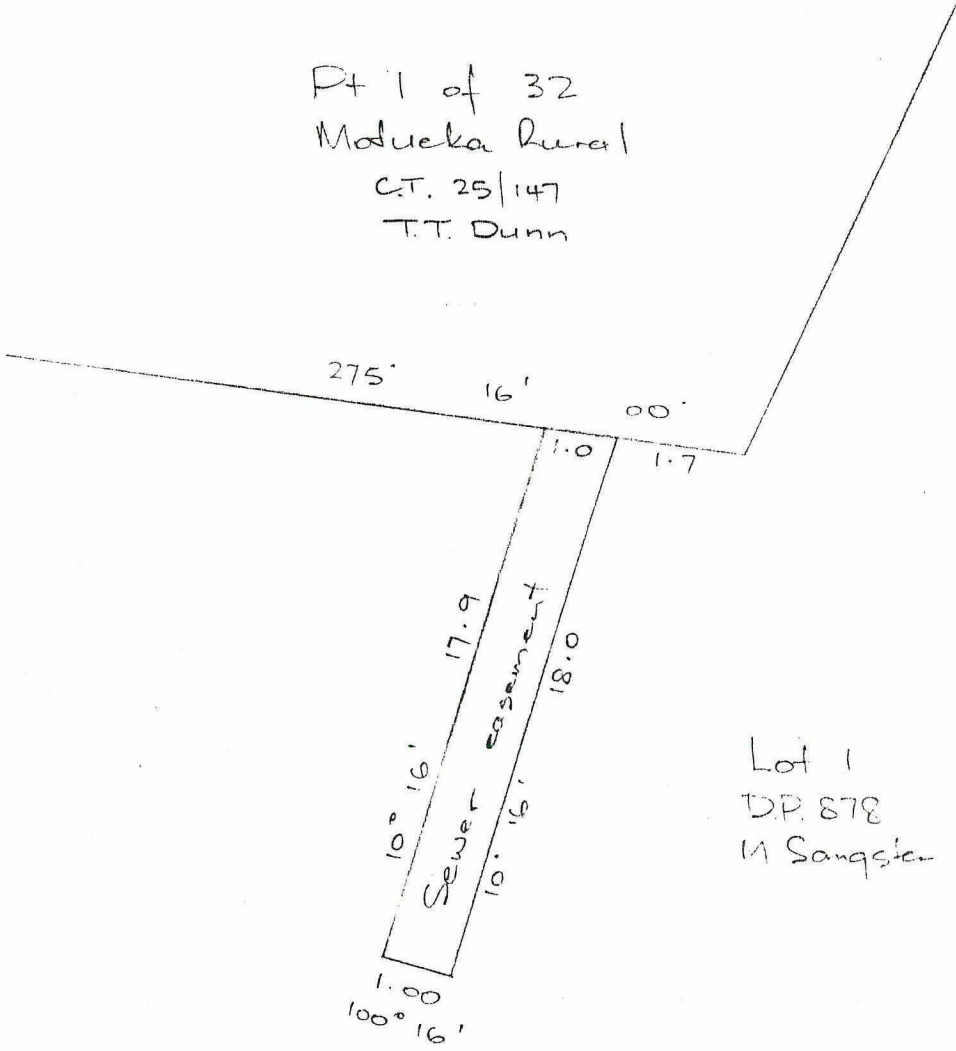 Pt 1 of 32
Motueka Rural
C.T. 25/147
T.T. Dunn
275° 16' 00"
1.0
1.7
17.9
10° 16'
Sewer easement
18.0
10° 16'
1.00
100° 16'
Lot 1
D.P. 878
M Sangster